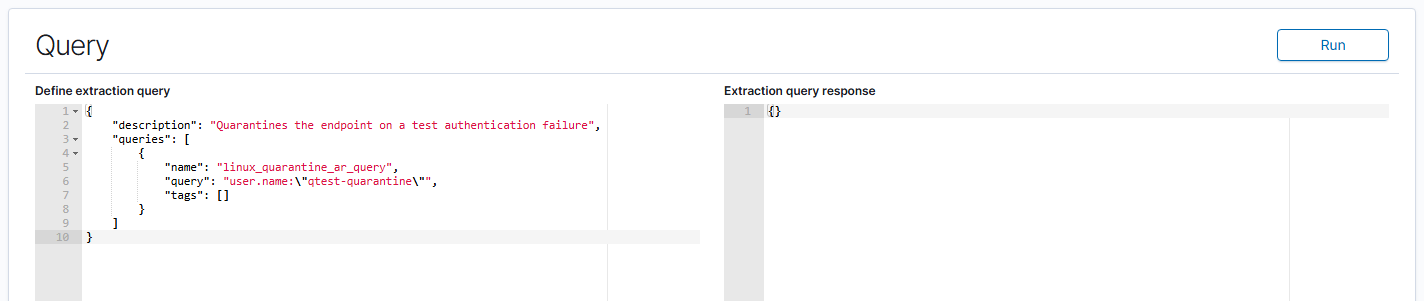 Query
Run
Define extraction query
1 {
2     "description": "Quarantines the endpoint on a test authentication failure",
3     "queries": [
4         {
5             "name": "linux_quarantine_ar_query",
6             "query": "user.name:\"qtest-quarantine\"",
7             "tags": []
8         }
9     ]
10 }
Extraction query response
1 {}